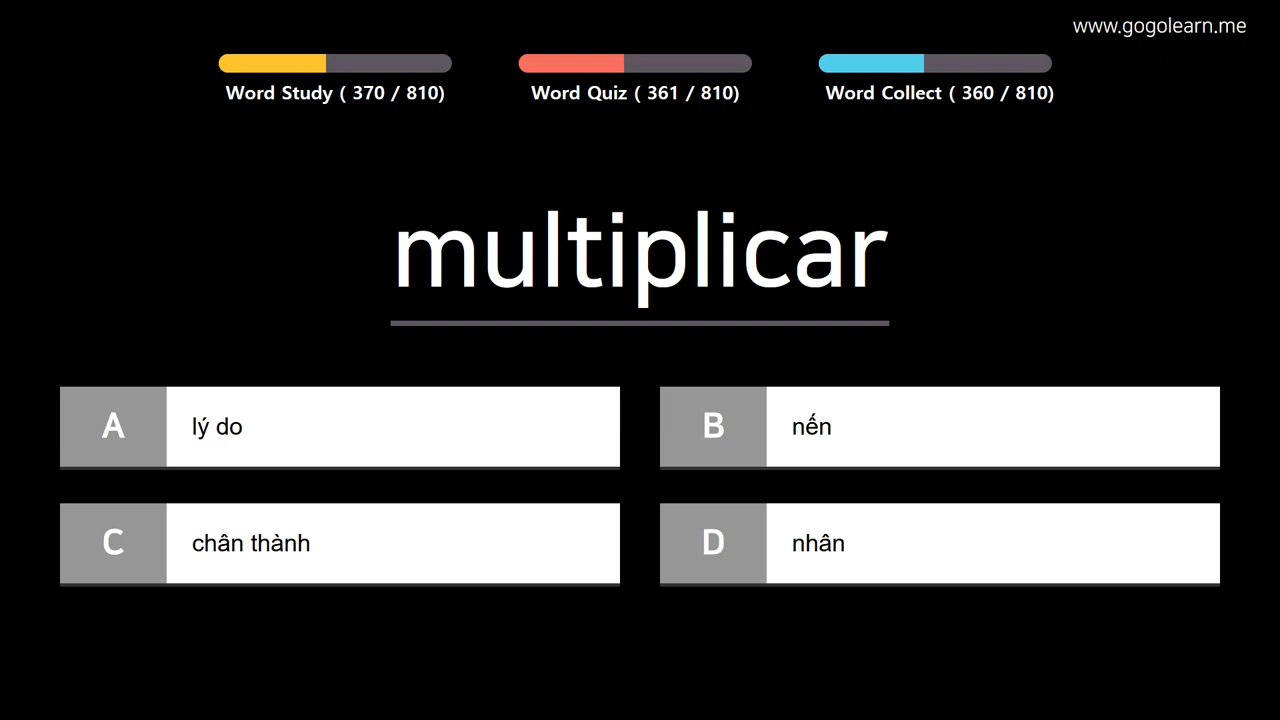 www.gogolearn.me
Word Study ( 370 / 810)
Word Quiz ( 361 / 810)
Word Collect ( 360 / 810)
multiplicar
A
lý do
B
nến
C
chân thành
D
nhân